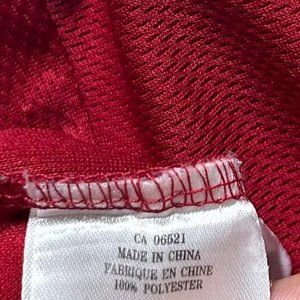 CA 06521
MADE IN CHINA
FABRIQUE EN CHINE
100% POLYESTER